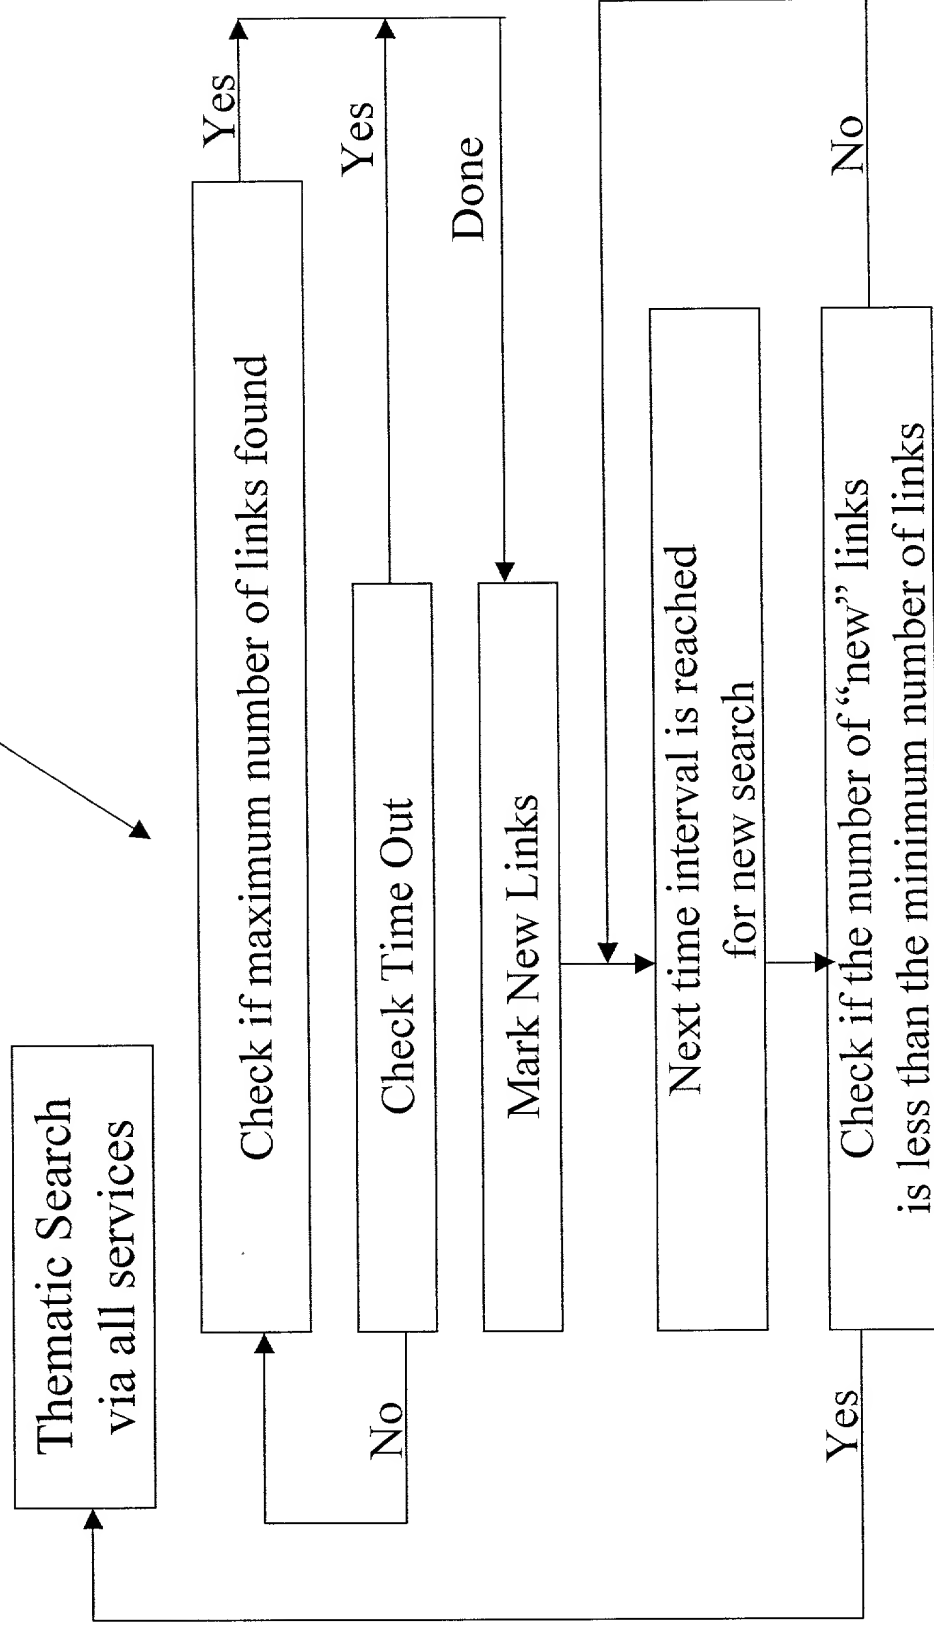 Thematic Search
via all services
Yes
Check if maximum number of links found
Yes
Check Time Out
No
Done
Mark New Links
Next time interval is reached
for new search
No
Check if the number of “new” links
is less than the minimum number of links
Yes